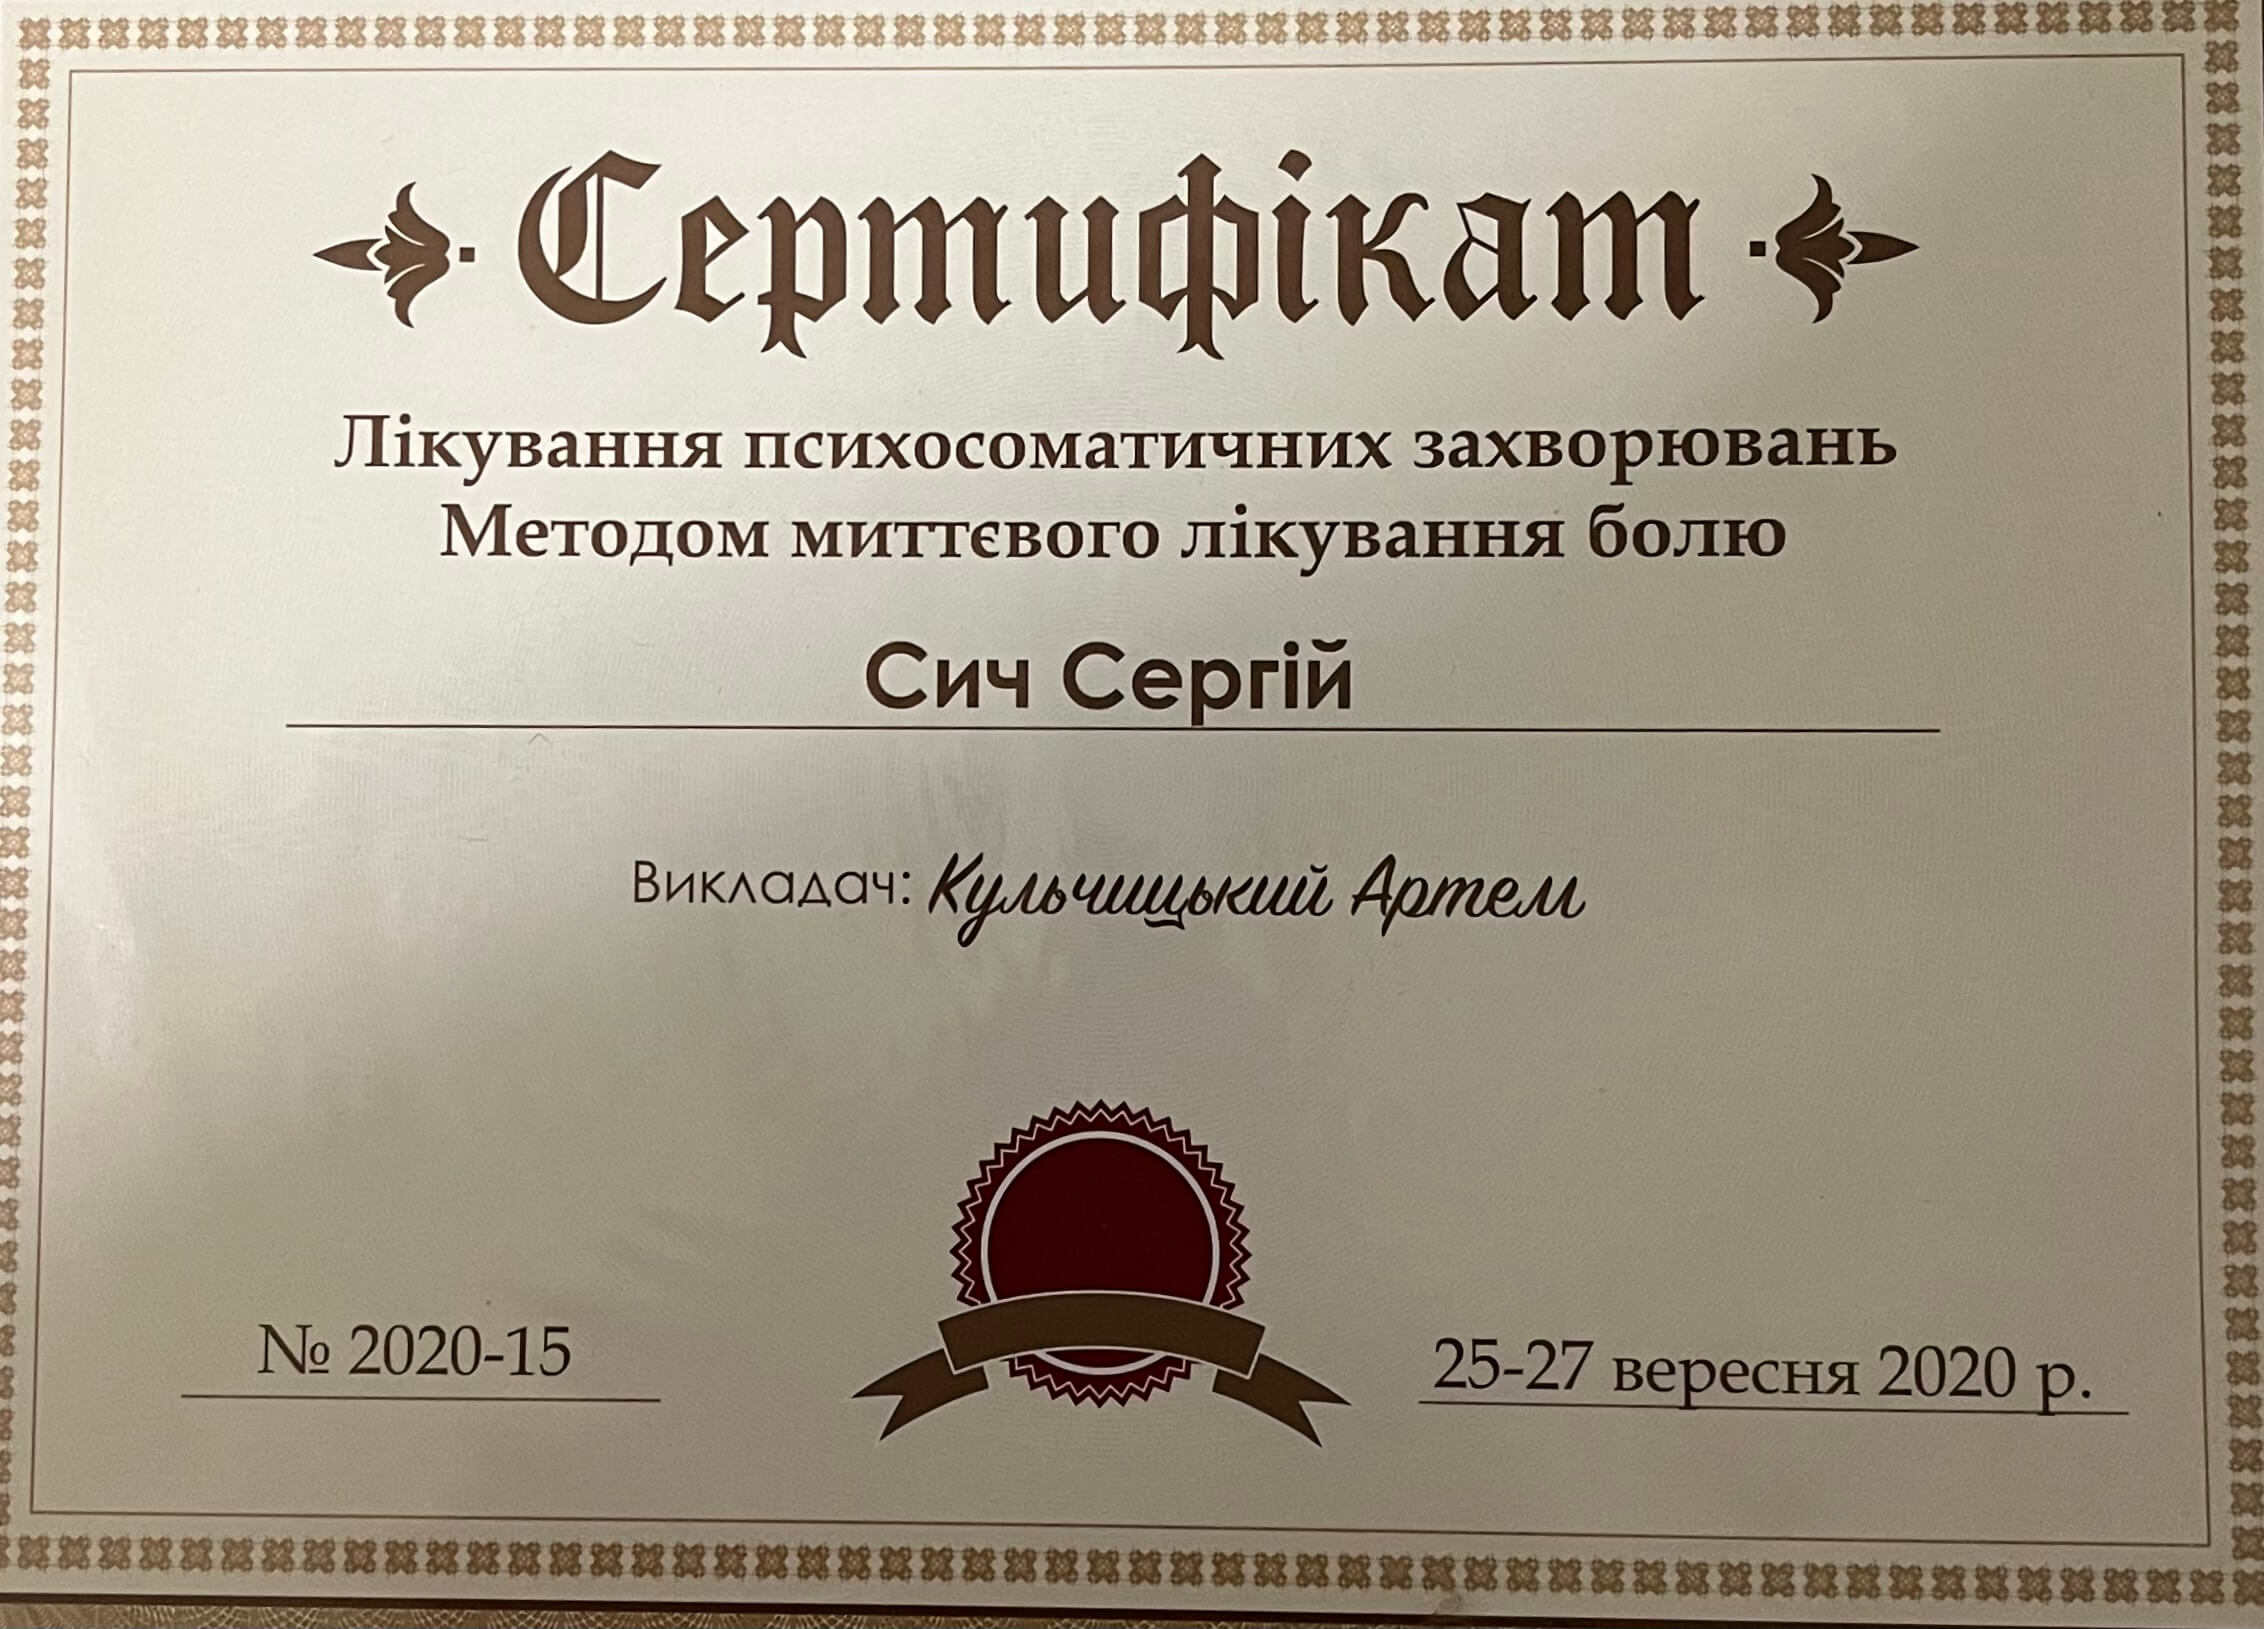 Сертифікат
Лікування психосоматичних захворювань
Методом миттєвого лікування болю
Сич Сергій
Викладач: Кульчицький Артем
№ 2020-15
25-27 вересня 2020 р.